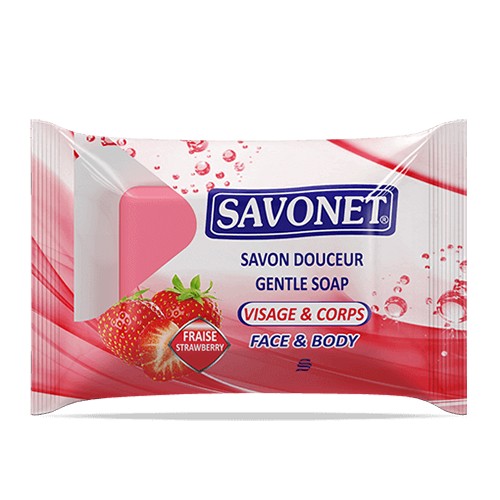 SAVONET®
SAVON DOUCEUR
GENTLE SOAP
VISAGE & CORPS
FACE & BODY
FRAISE
STRAWBERRY